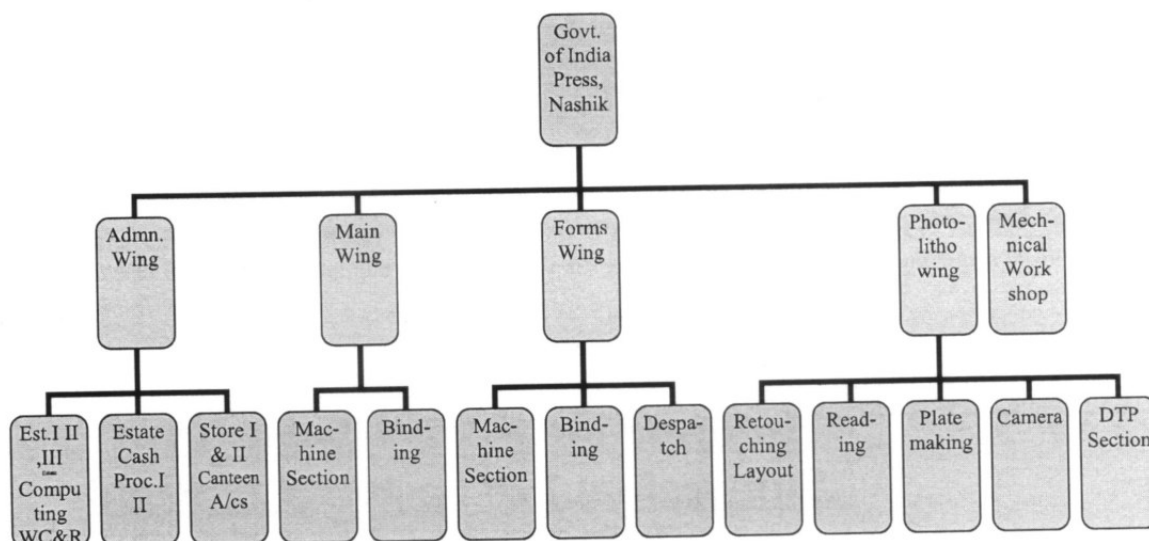 Govt.
of India
Press,
Nashik
Admn.
Wing
Main
Wing
Forms
Wing
Photo-
litho
wing
Mech-
nical
Work
shop
Est.I II
,III
Compu
ting
WC&R
Estate
Cash
Proc.I
II
Store I
& II
Canteen
A/cs
Mac-
hine
Section
Bind-
ing
Mac-
hine
Section
Bind-
ing
Despa-
tch
Retou-
ching
Layout
Read-
ing
Plate
making
Camera
DTP
Section